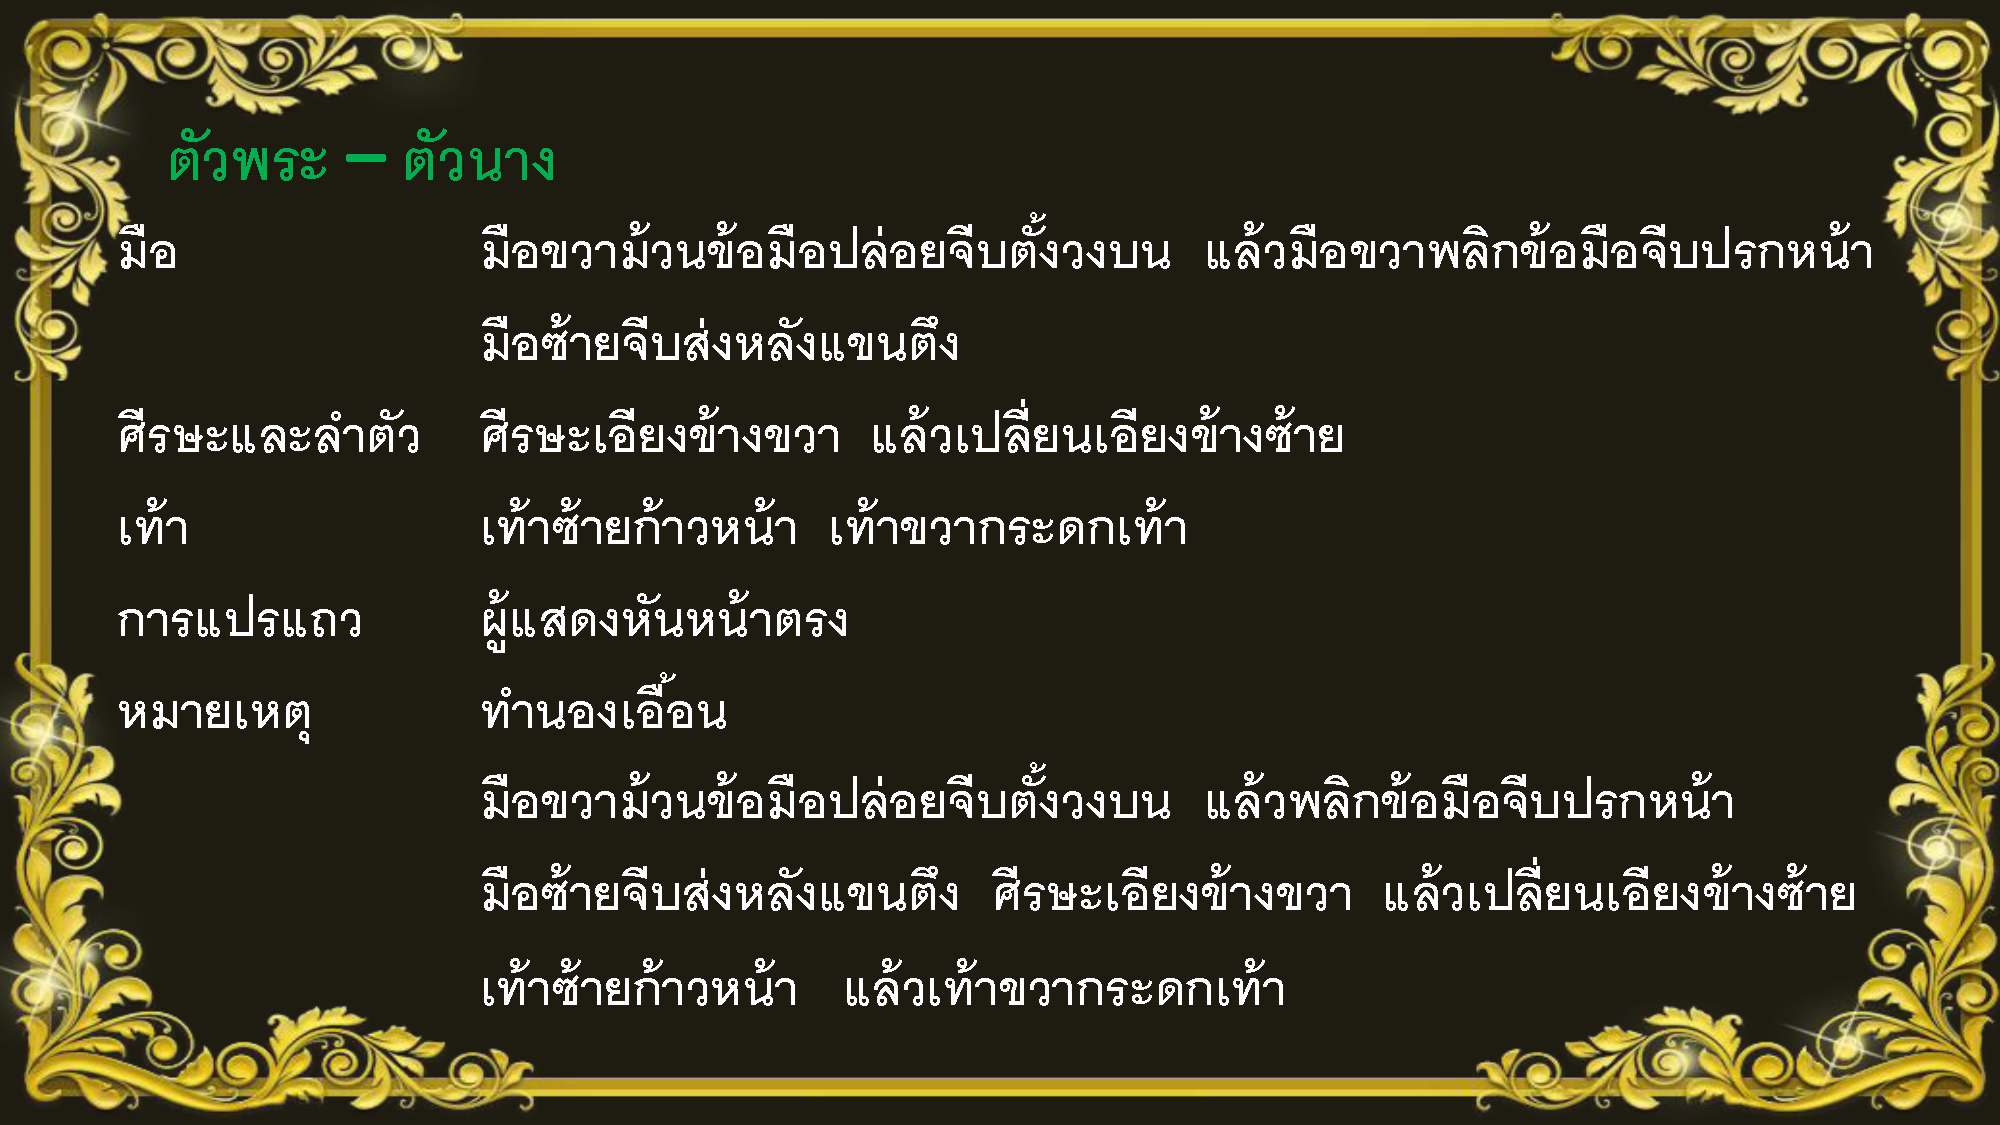 ตัวพระ – ตัวนาง
มือ มือขวาม้วนข้อมือปล่อยจีบตั้งวงบน แล้วมือขวาพลิกข้อมือจีบปรกหน้า
มือซ้ายจีบส่งหลังแขนตึง
ศีรษะและลำตัว ศีรษะเอียงข้างขวา แล้วเปลี่ยนเอียงข้างซ้าย
เท้า เท้าซ้ายก้าวหน้า เท้าขวากระดกเท้า
การแปรแถว ผู้แสดงหันหน้าตรง
หมายเหตุ ทำนองเอื้อน
มือขวาม้วนข้อมือปล่อยจีบตั้งวงบน แล้วพลิกข้อมือจีบปรกหน้า
มือซ้ายจีบส่งหลังแขนตึง ศีรษะเอียงข้างขวา แล้วเปลี่ยนเอียงข้างซ้าย
เท้าซ้ายก้าวหน้า แล้วเท้าขวากระดกเท้า